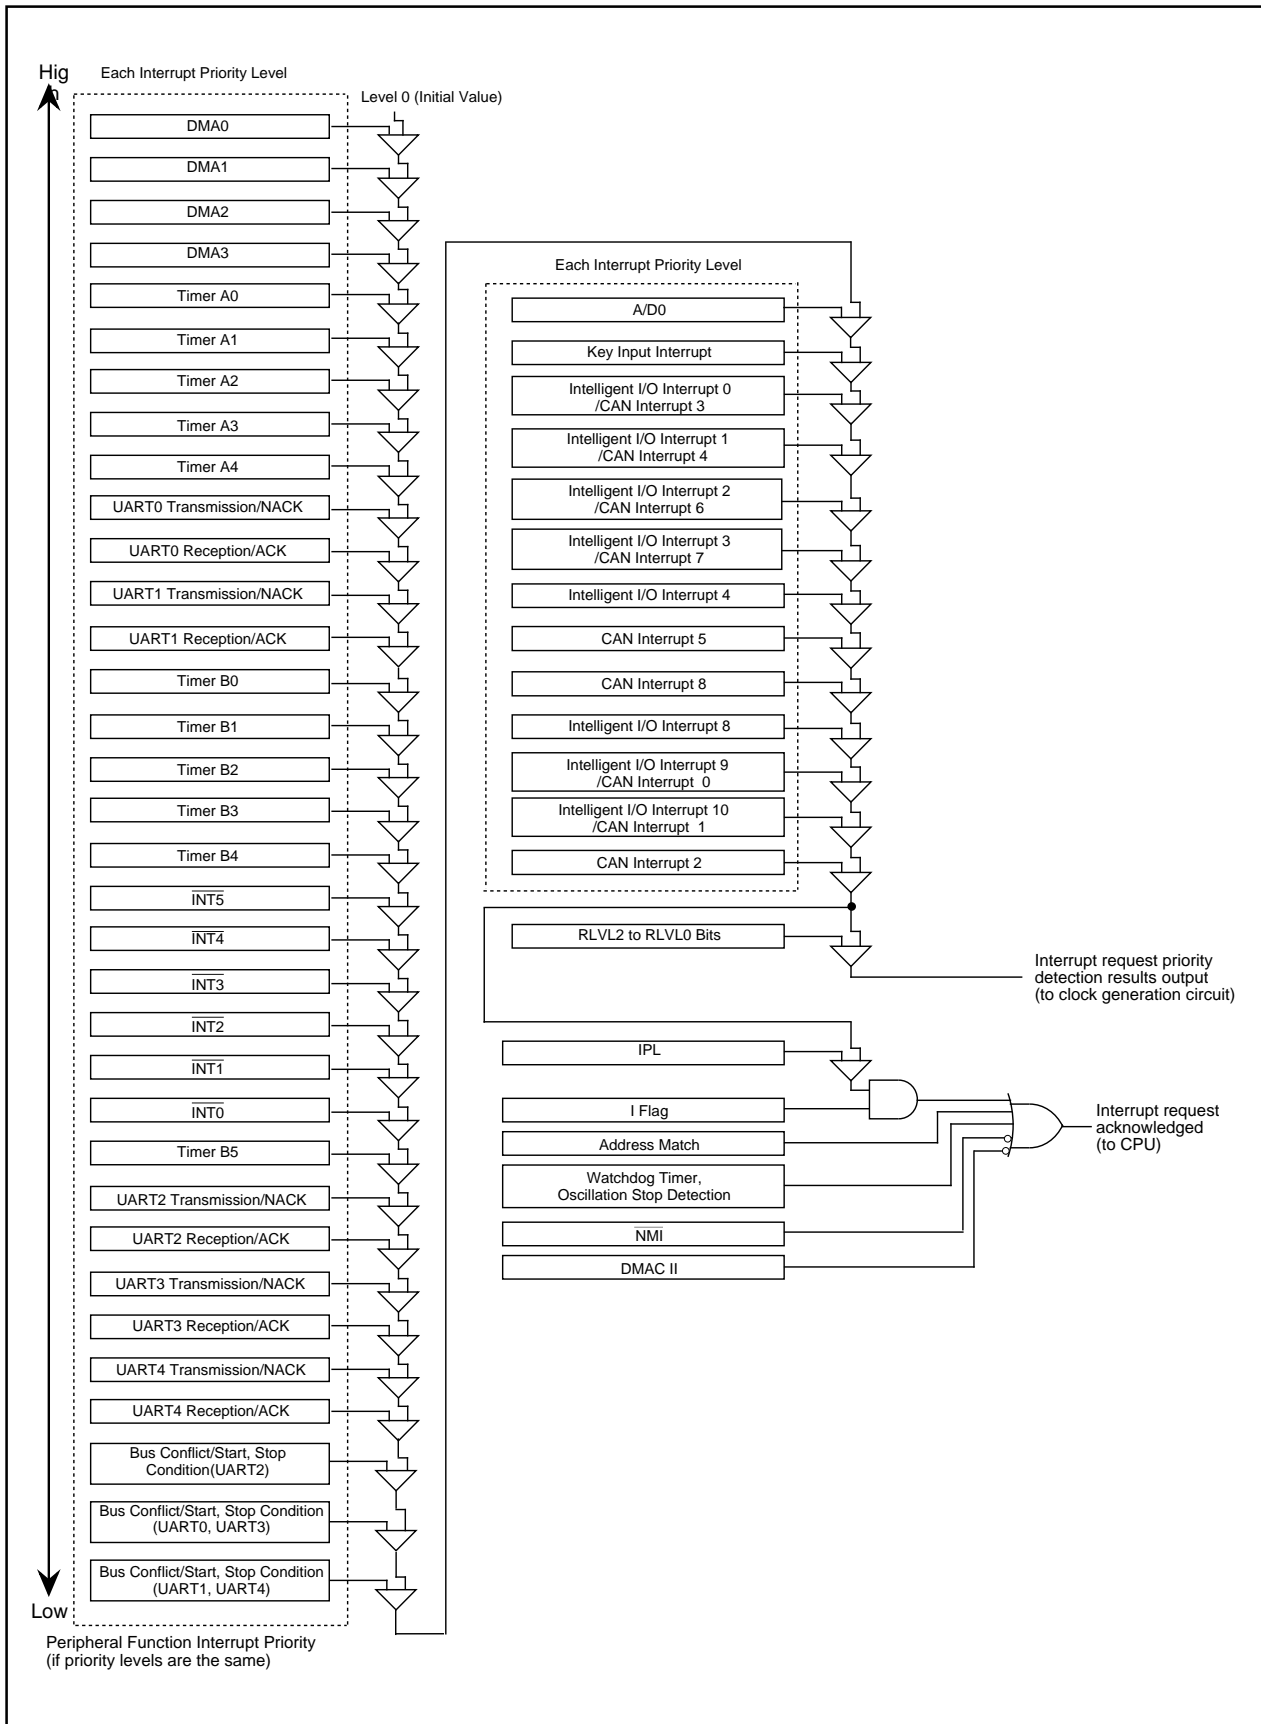 Hig
h
Each Interrupt Priority Level
Level 0 (Initial Value)
DMA0
DMA1
DMA2
DMA3
Timer A0
Timer A1
Timer A2
Timer A3
Timer A4
UART0 Transmission/NACK
UART0 Reception/ACK
UART1 Transmission/NACK
UART1 Reception/ACK
Timer B0
Timer B1
Timer B2
Timer B3
Timer B4
INT5
INT4
INT3
INT2
INT1
INT0
Timer B5
UART2 Transmission/NACK
UART2 Reception/ACK
UART3 Transmission/NACK
UART3 Reception/ACK
UART4 Transmission/NACK
UART4 Reception/ACK
Bus Conflict/Start, Stop
Condition(UART2)
Bus Conflict/Start, Stop Condition
(UART0, UART3)
Bus Conflict/Start, Stop Condition
(UART1, UART4)
Low
Peripheral Function Interrupt Priority
(if priority levels are the same)
Each Interrupt Priority Level
A/D0
Key Input Interrupt
Intelligent I/O Interrupt 0
/CAN Interrupt 3
Intelligent I/O Interrupt 1
/CAN Interrupt 4
Intelligent I/O Interrupt 2
/CAN Interrupt 6
Intelligent I/O Interrupt 3
/CAN Interrupt 7
Intelligent I/O Interrupt 4
CAN Interrupt 5
CAN Interrupt 8
Intelligent I/O Interrupt 8
Intelligent I/O Interrupt 9
/CAN Interrupt 0
Intelligent I/O Interrupt 10
/CAN Interrupt 1
CAN Interrupt 2
RLVL2 to RLVL0 Bits
Interrupt request priority
detection results output
(to clock generation circuit)
IPL
I Flag
Address Match
Watchdog Timer,
Oscillation Stop Detection
NMI
DMAC II
Interrupt request
acknowledged
(to CPU)